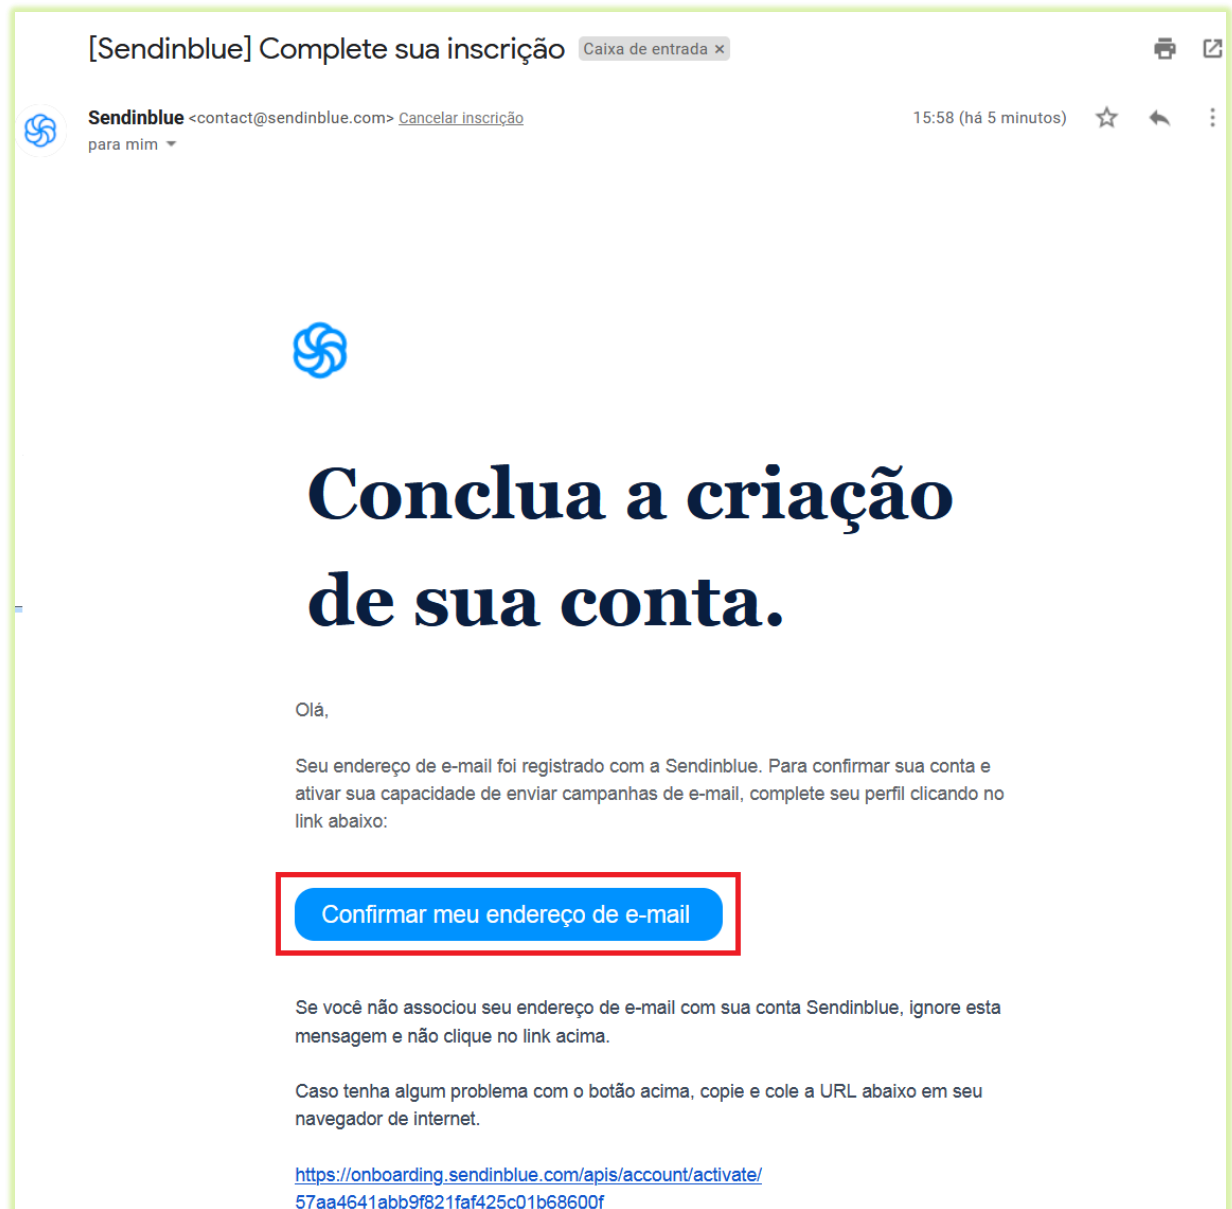 [Sendinblue] Complete sua inscrição Caixa de entrada ×
Sendinblue <contact@sendinblue.com> Cancelar inscrição 15:58 (há 5 minutos)
para mim
Conclua a criação
de sua conta.
Olá,
Seu endereço de e-mail foi registrado com a Sendinblue. Para confirmar sua conta e
ativar sua capacidade de enviar campanhas de e-mail, complete seu perfil clicando no
link abaixo:
Confirmar meu endereço de e-mail
Se você não associou seu endereço de e-mail com sua conta Sendinblue, ignore esta
mensagem e não clique no link acima.
Caso tenha algum problema com o botão acima, copie e cole a URL abaixo em seu
navegador de internet.
https://onboarding.sendinblue.com/apis/account/activate/
57aa4641abb9f821faf425c01b68600f